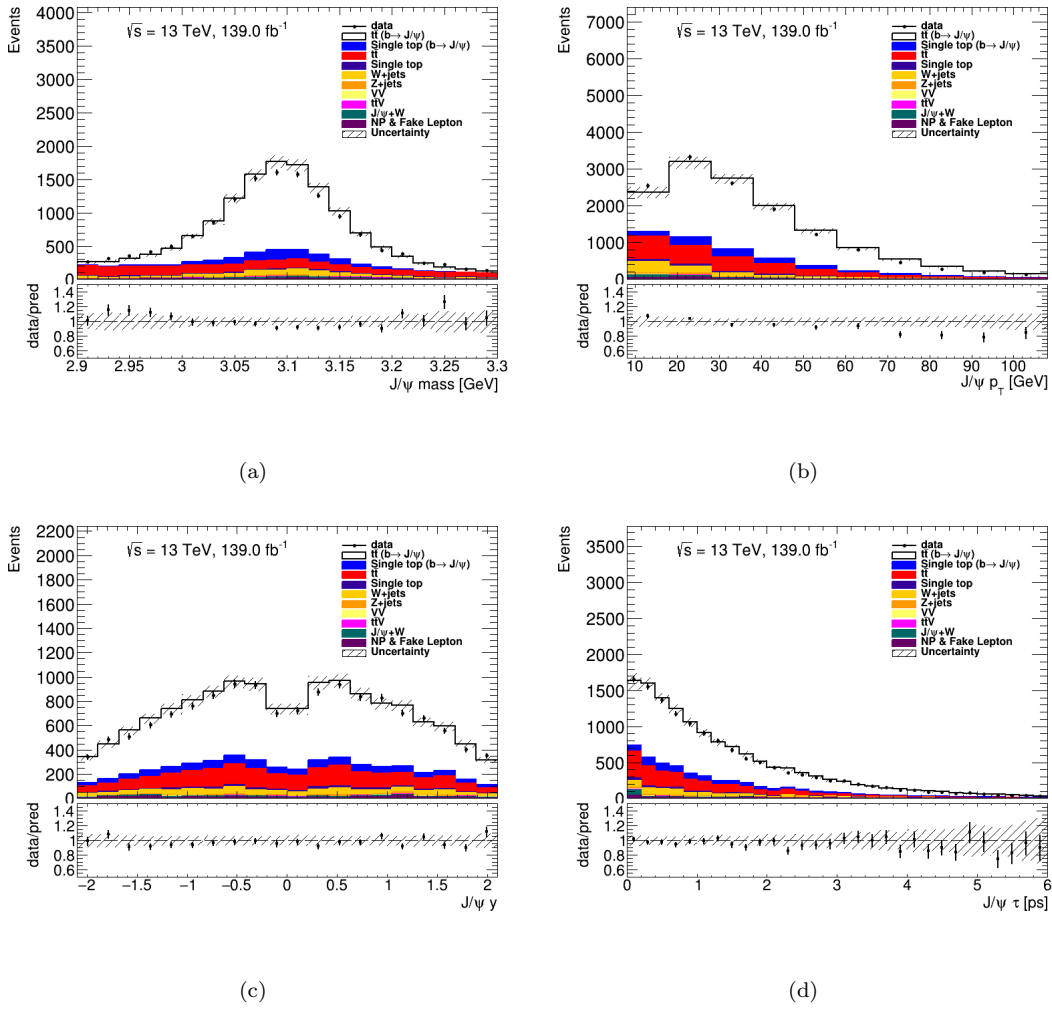 Events
4000
3500
3000
2500
2000
1500
1000
500
0
√s = 13 TeV, 139.0 fb⁻¹
data
tt̄ (b→ J/ψ)
Single top (b→ J/ψ)
tt̄
Single top
W+jets
Z+jets
VV
tt̄V
J/ψ+W
NP & Fake Lepton
Uncertainty
data/pred
1.4
1.2
1
0.8
0.6
2.9 2.95 3 3.05 3.1 3.15 3.2 3.25 3.3
J/ψ mass [GeV]
(a)
Events
7000
6000
5000
4000
3000
2000
1000
0
√s = 13 TeV, 139.0 fb⁻¹
data
tt̄ (b→ J/ψ)
Single top (b→ J/ψ)
tt̄
Single top
W+jets
Z+jets
VV
tt̄V
J/ψ+W
NP & Fake Lepton
Uncertainty
data/pred
1.4
1.2
1
0.8
0.6
10 20 30 40 50 60 70 80 90 100
J/ψ p_T [GeV]
(b)
Events
2200
2000
1800
1600
1400
1200
1000
800
600
400
200
0
√s = 13 TeV, 139.0 fb⁻¹
data
tt̄ (b→ J/ψ)
Single top (b→ J/ψ)
tt̄
Single top
W+jets
Z+jets
VV
tt̄V
J/ψ+W
NP & Fake Lepton
Uncertainty
data/pred
1.4
1.2
1
0.8
0.6
−2 −1.5 −1 −0.5 0 0.5 1 1.5 2
J/ψ y
(c)
Events
3500
3000
2500
2000
1500
1000
500
0
√s = 13 TeV, 139.0 fb⁻¹
data
tt̄ (b→ J/ψ)
Single top (b→ J/ψ)
tt̄
Single top
W+jets
Z+jets
VV
tt̄V
J/ψ+W
NP & Fake Lepton
Uncertainty
data/pred
1.4
1.2
1
0.8
0.6
0 1 2 3 4 5 6
J/ψ τ [ps]
(d)